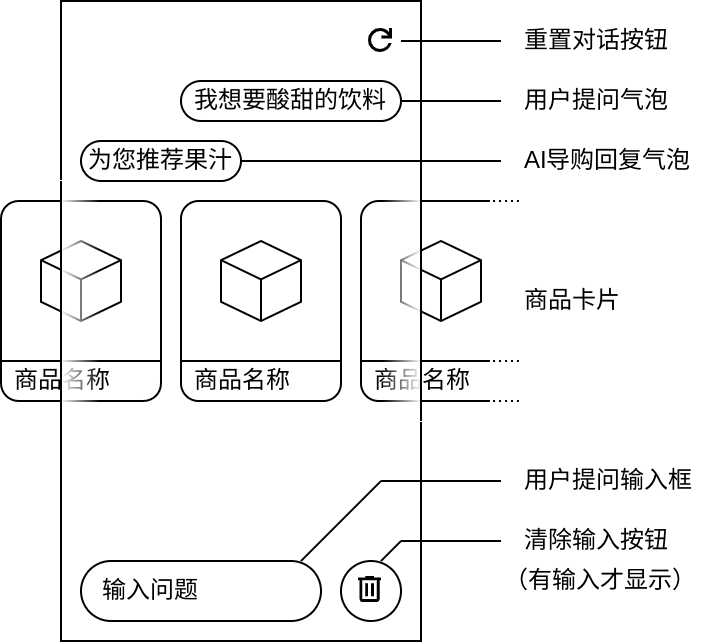 重置对话按钮
我想要酸甜的饮料
用户提问气泡
为您推荐果汁
AI导购回复气泡
商品卡片
商品名称
商品名称
商品名称
用户提问输入框
清除输入按钮
（有输入才显示）
输入问题